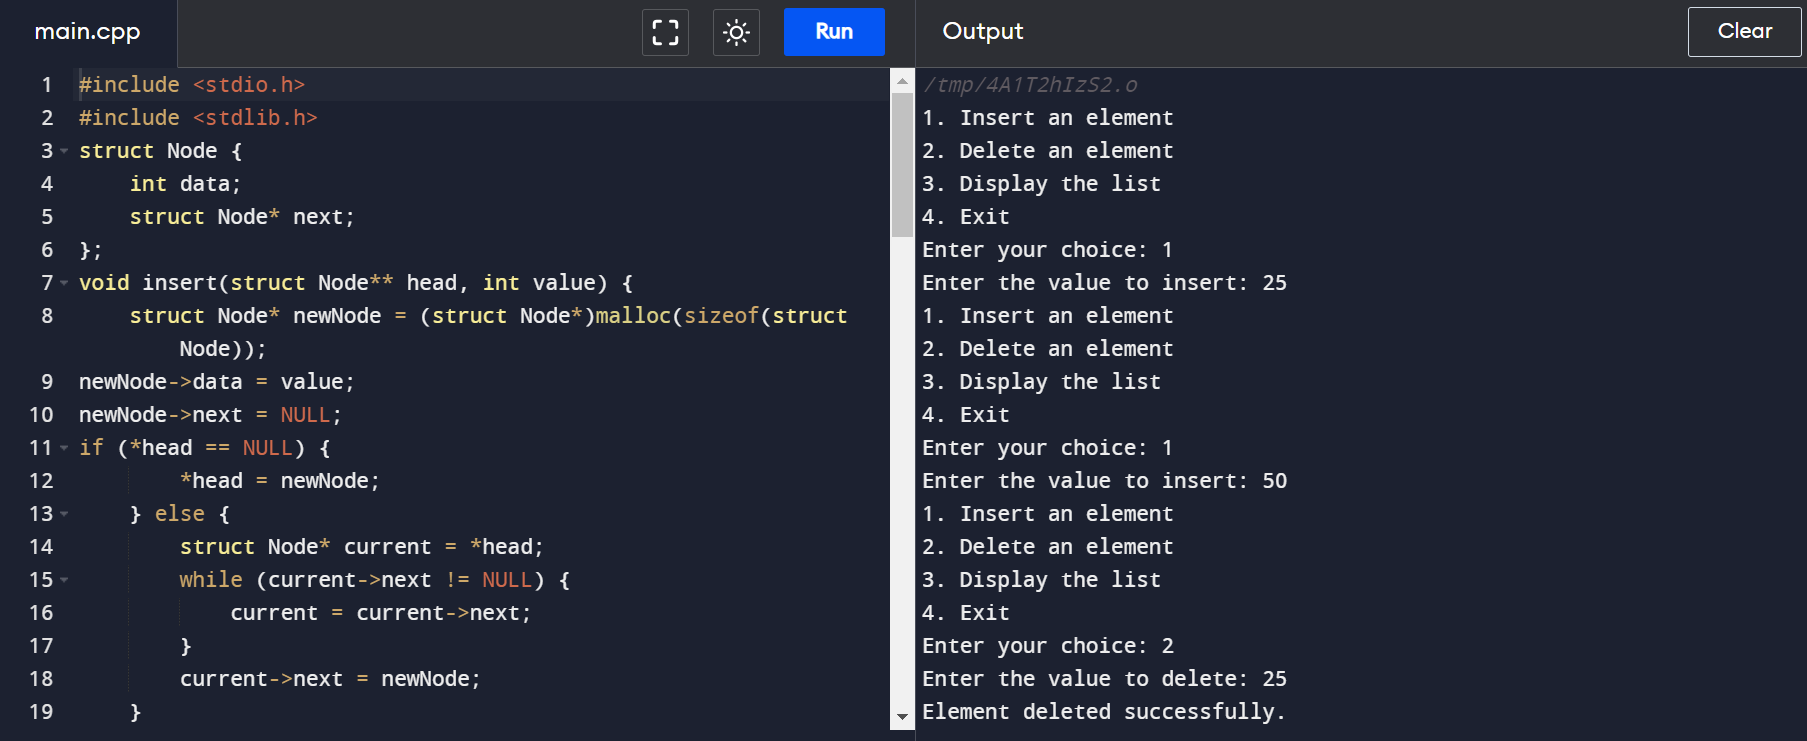 main.cpp
Run
1 #include <stdio.h>
2 #include <stdlib.h>
3 struct Node {
4     int data;
5     struct Node* next;
6 };
7 void insert(struct Node** head, int value) {
8     struct Node* newNode = (struct Node*)malloc(sizeof(struct
Node));
9 newNode->data = value;
10 newNode->next = NULL;
11 if (*head == NULL) {
12         *head = newNode;
13     } else {
14         struct Node* current = *head;
15         while (current->next != NULL) {
16             current = current->next;
17         }
18         current->next = newNode;
19     }
Output
Clear
/tmp/4A1T2hIzS2.o
1. Insert an element
2. Delete an element
3. Display the list
4. Exit
Enter your choice: 1
Enter the value to insert: 25
1. Insert an element
2. Delete an element
3. Display the list
4. Exit
Enter your choice: 1
Enter the value to insert: 50
1. Insert an element
2. Delete an element
3. Display the list
4. Exit
Enter your choice: 2
Enter the value to delete: 25
Element deleted successfully.